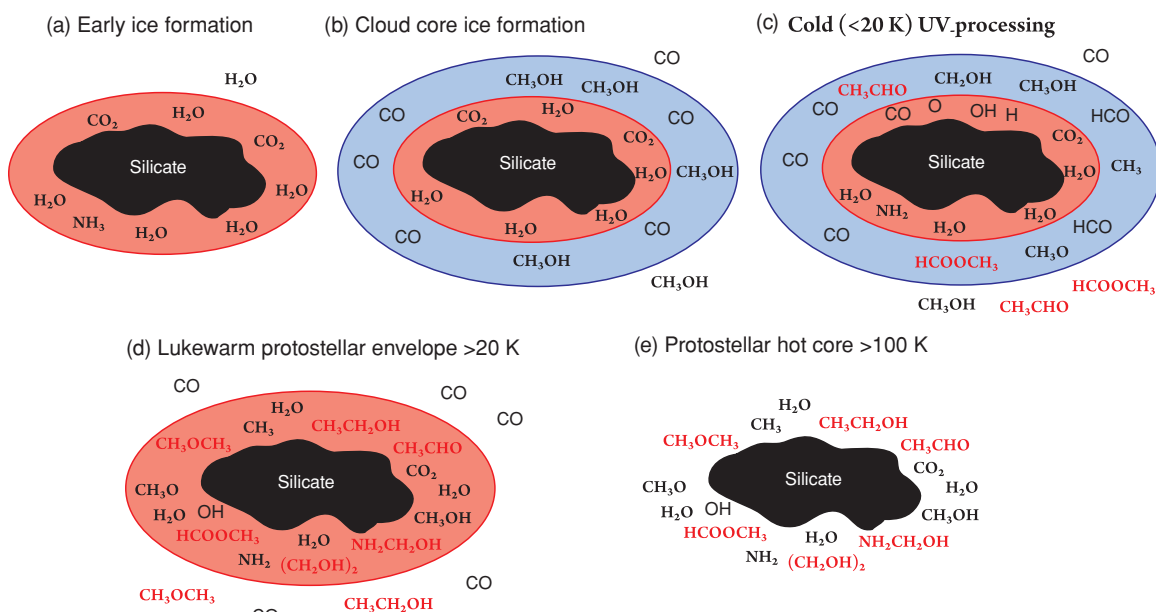 (a) Early ice formation
H₂O
CO₂
H₂O
CO₂
Silicate
H₂O
H₂O
NH₃
H₂O
H₂O
(b) Cloud core ice formation
CO
CH₃OH
CH₃OH
CO
CO₂
H₂O
CO
CO₂
CO
Silicate
H₂O
CH₃OH
H₂O
H₂O
CO
H₂O
CO
CH₃OH
CH₃OH
(c) Cold (<20 K) UV-processing
CO
CH₃CHO
CH₂OH
CH₃OH
CO
CO
O
OH
H
HCO
CO₂
CO
Silicate
H₂O
CH₃
H₂O
NH₂
H₂O
CO
H₂O
HCO
CH₃O
HCOOCH₃
HCOOCH₃
CH₃OH
CH₃CHO
(d) Lukewarm protostellar envelope >20 K
CO
CO
CO
H₂O
CH₃
CH₃CH₂OH
CH₃OCH₃
CH₃CHO
CO₂
Silicate
CH₃O
H₂O
H₂O
OH
CH₃OH
HCOOCH₃
H₂O
NH₂CH₂OH
NH₂
(CH₂OH)₂
CO
CH₃OCH₃
CH₃CH₂OH
CO
(e) Protostellar hot core >100 K
H₂O
CH₃
CH₃CH₂OH
CH₃OCH₃
CH₃CHO
CO₂
Silicate
CH₃O
H₂O
H₂O
OH
CH₃OH
HCOOCH₃
H₂O
NH₂CH₂OH
NH₂
(CH₂OH)₂